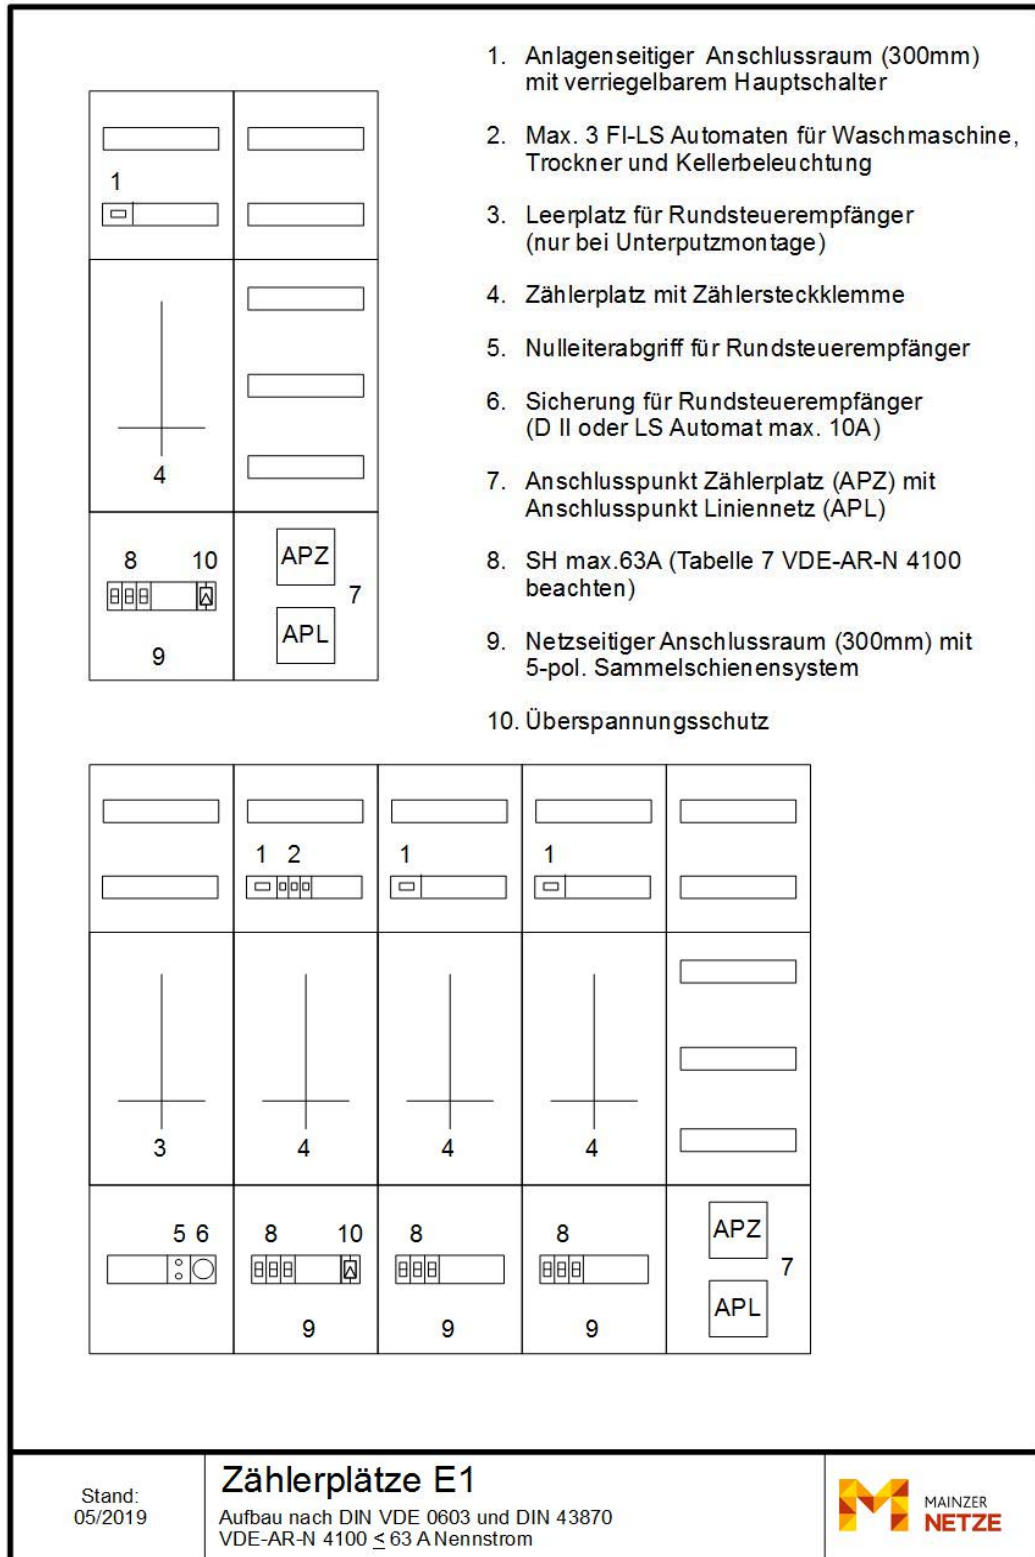 1. Anlagenseitiger Anschlussraum (300mm)
mit verriegelbarem Hauptschalter
2. Max. 3 FI-LS Automaten für Waschmaschine,
Trockner und Kellerbeleuchtung
3. Leerplatz für Rundsteuerempfänger
(nur bei Unterputzmontage)
4. Zählerplatz mit Zählersteckklemme
5. Nulleiterabgriff für Rundsteuerempfänger
6. Sicherung für Rundsteuerempfänger
(D II oder LS Automat max. 10A)
7. Anschlusspunkt Zählerplatz (APZ) mit
Anschlusspunkt Liniennetz (APL)
8. SH max.63A (Tabelle 7 VDE-AR-N 4100
beachten)
9. Netzseitiger Anschlussraum (300mm) mit
5-pol. Sammelschienensystem
10. Überspannungsschutz
1
4
8 10
APZ
7
APL
9
1 2 1 1
3 4 4 4
5 6 8 10 8 8
APZ
7
APL
9 9 9
Stand:
05/2019
Zählerplätze E1
Aufbau nach DIN VDE 0603 und DIN 43870
VDE-AR-N 4100 ≤ 63 A Nennstrom
MAINZER
NETZE